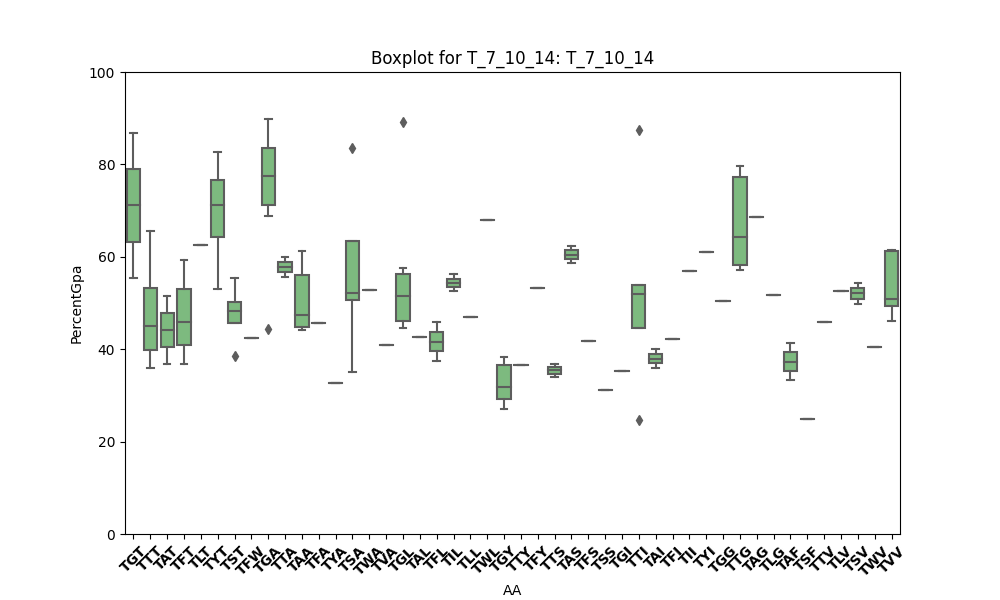 Boxplot for T_7_10_14: T_7_10_14
100
80
60
40
20
0
PercentGpa
TGT
TTT
TAT
TFT
TLT
TYT
TST
TFW
TGA
TTA
TAA
TFA
TYA
TSA
TWA
TVA
TGL
TAL
TFL
TIL
TLL
TWL
TGY
TTY
TFY
TTS
TAS
TFS
TSS
TGI
TTI
TAI
TFI
TII
TYI
TGG
TTG
TAG
TLG
TAF
TSF
TTV
TLV
TSV
TWV
TVV
AA